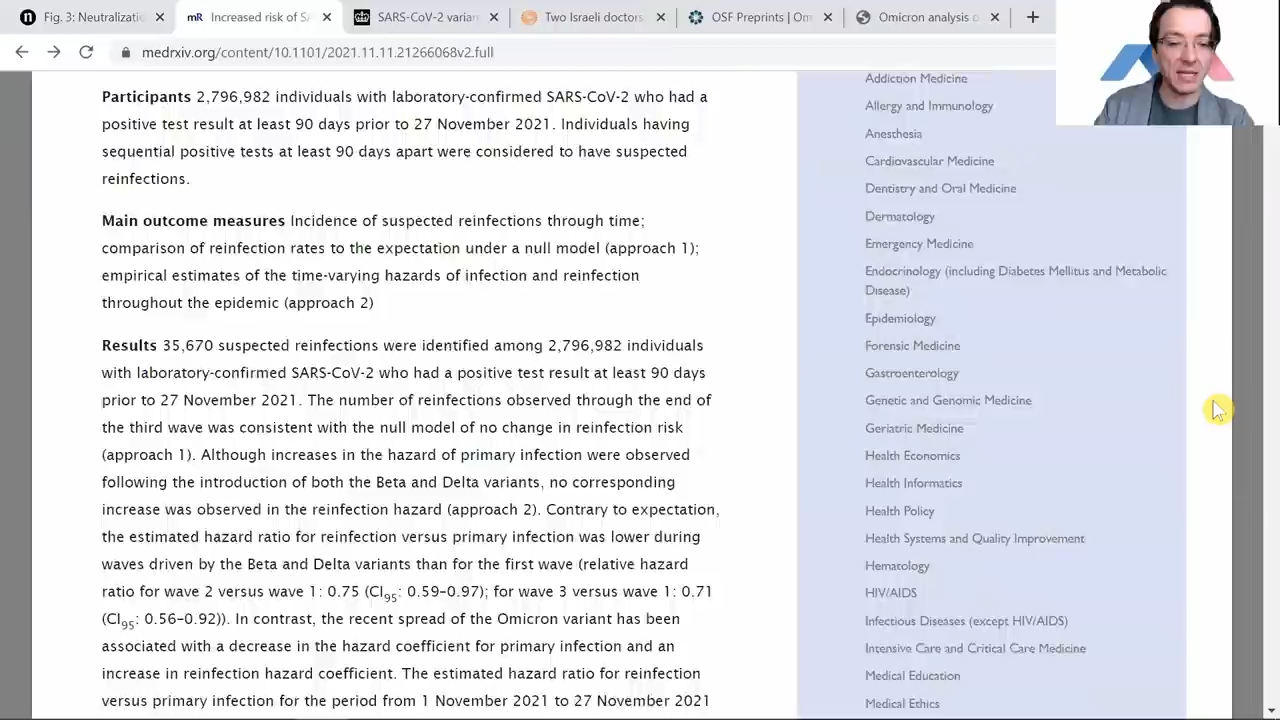 Fig. 3: Neutralizatio
mR Increased risk of SA
SARS-CoV-2 varian
Two Israeli doctors
OSF Preprints | Om
Omicron analysis o
medrxiv.org/content/10.1101/2021.11.11.21266068v2.full
Participants 2,796,982 individuals with laboratory-confirmed SARS-CoV-2 who had a
positive test result at least 90 days prior to 27 November 2021. Individuals having
sequential positive tests at least 90 days apart were considered to have suspected
reinfections.
Main outcome measures Incidence of suspected reinfections through time;
comparison of reinfection rates to the expectation under a null model (approach 1);
empirical estimates of the time-varying hazards of infection and reinfection
throughout the epidemic (approach 2)
Results 35,670 suspected reinfections were identified among 2,796,982 individuals
with laboratory-confirmed SARS-CoV-2 who had a positive test result at least 90 days
prior to 27 November 2021. The number of reinfections observed through the end of
the third wave was consistent with the null model of no change in reinfection risk
(approach 1). Although increases in the hazard of primary infection were observed
following the introduction of both the Beta and Delta variants, no corresponding
increase was observed in the reinfection hazard (approach 2). Contrary to expectation,
the estimated hazard ratio for reinfection versus primary infection was lower during
waves driven by the Beta and Delta variants than for the first wave (relative hazard
ratio for wave 2 versus wave 1: 0.75 (CI95: 0.59–0.97); for wave 3 versus wave 1: 0.71
(CI95: 0.56–0.92)). In contrast, the recent spread of the Omicron variant has been
associated with a decrease in the hazard coefficient for primary infection and an
increase in reinfection hazard coefficient. The estimated hazard ratio for reinfection
versus primary infection for the period from 1 November 2021 to 27 November 2021
Addiction Medicine
Allergy and Immunology
Anesthesia
Cardiovascular Medicine
Dentistry and Oral Medicine
Dermatology
Emergency Medicine
Endocrinology (including Diabetes Mellitus and Metabolic
Disease)
Epidemiology
Forensic Medicine
Gastroenterology
Genetic and Genomic Medicine
Geriatric Medicine
Health Economics
Health Informatics
Health Policy
Health Systems and Quality Improvement
Hematology
HIV/AIDS
Infectious Diseases (except HIV/AIDS)
Intensive Care and Critical Care Medicine
Medical Education
Medical Ethics